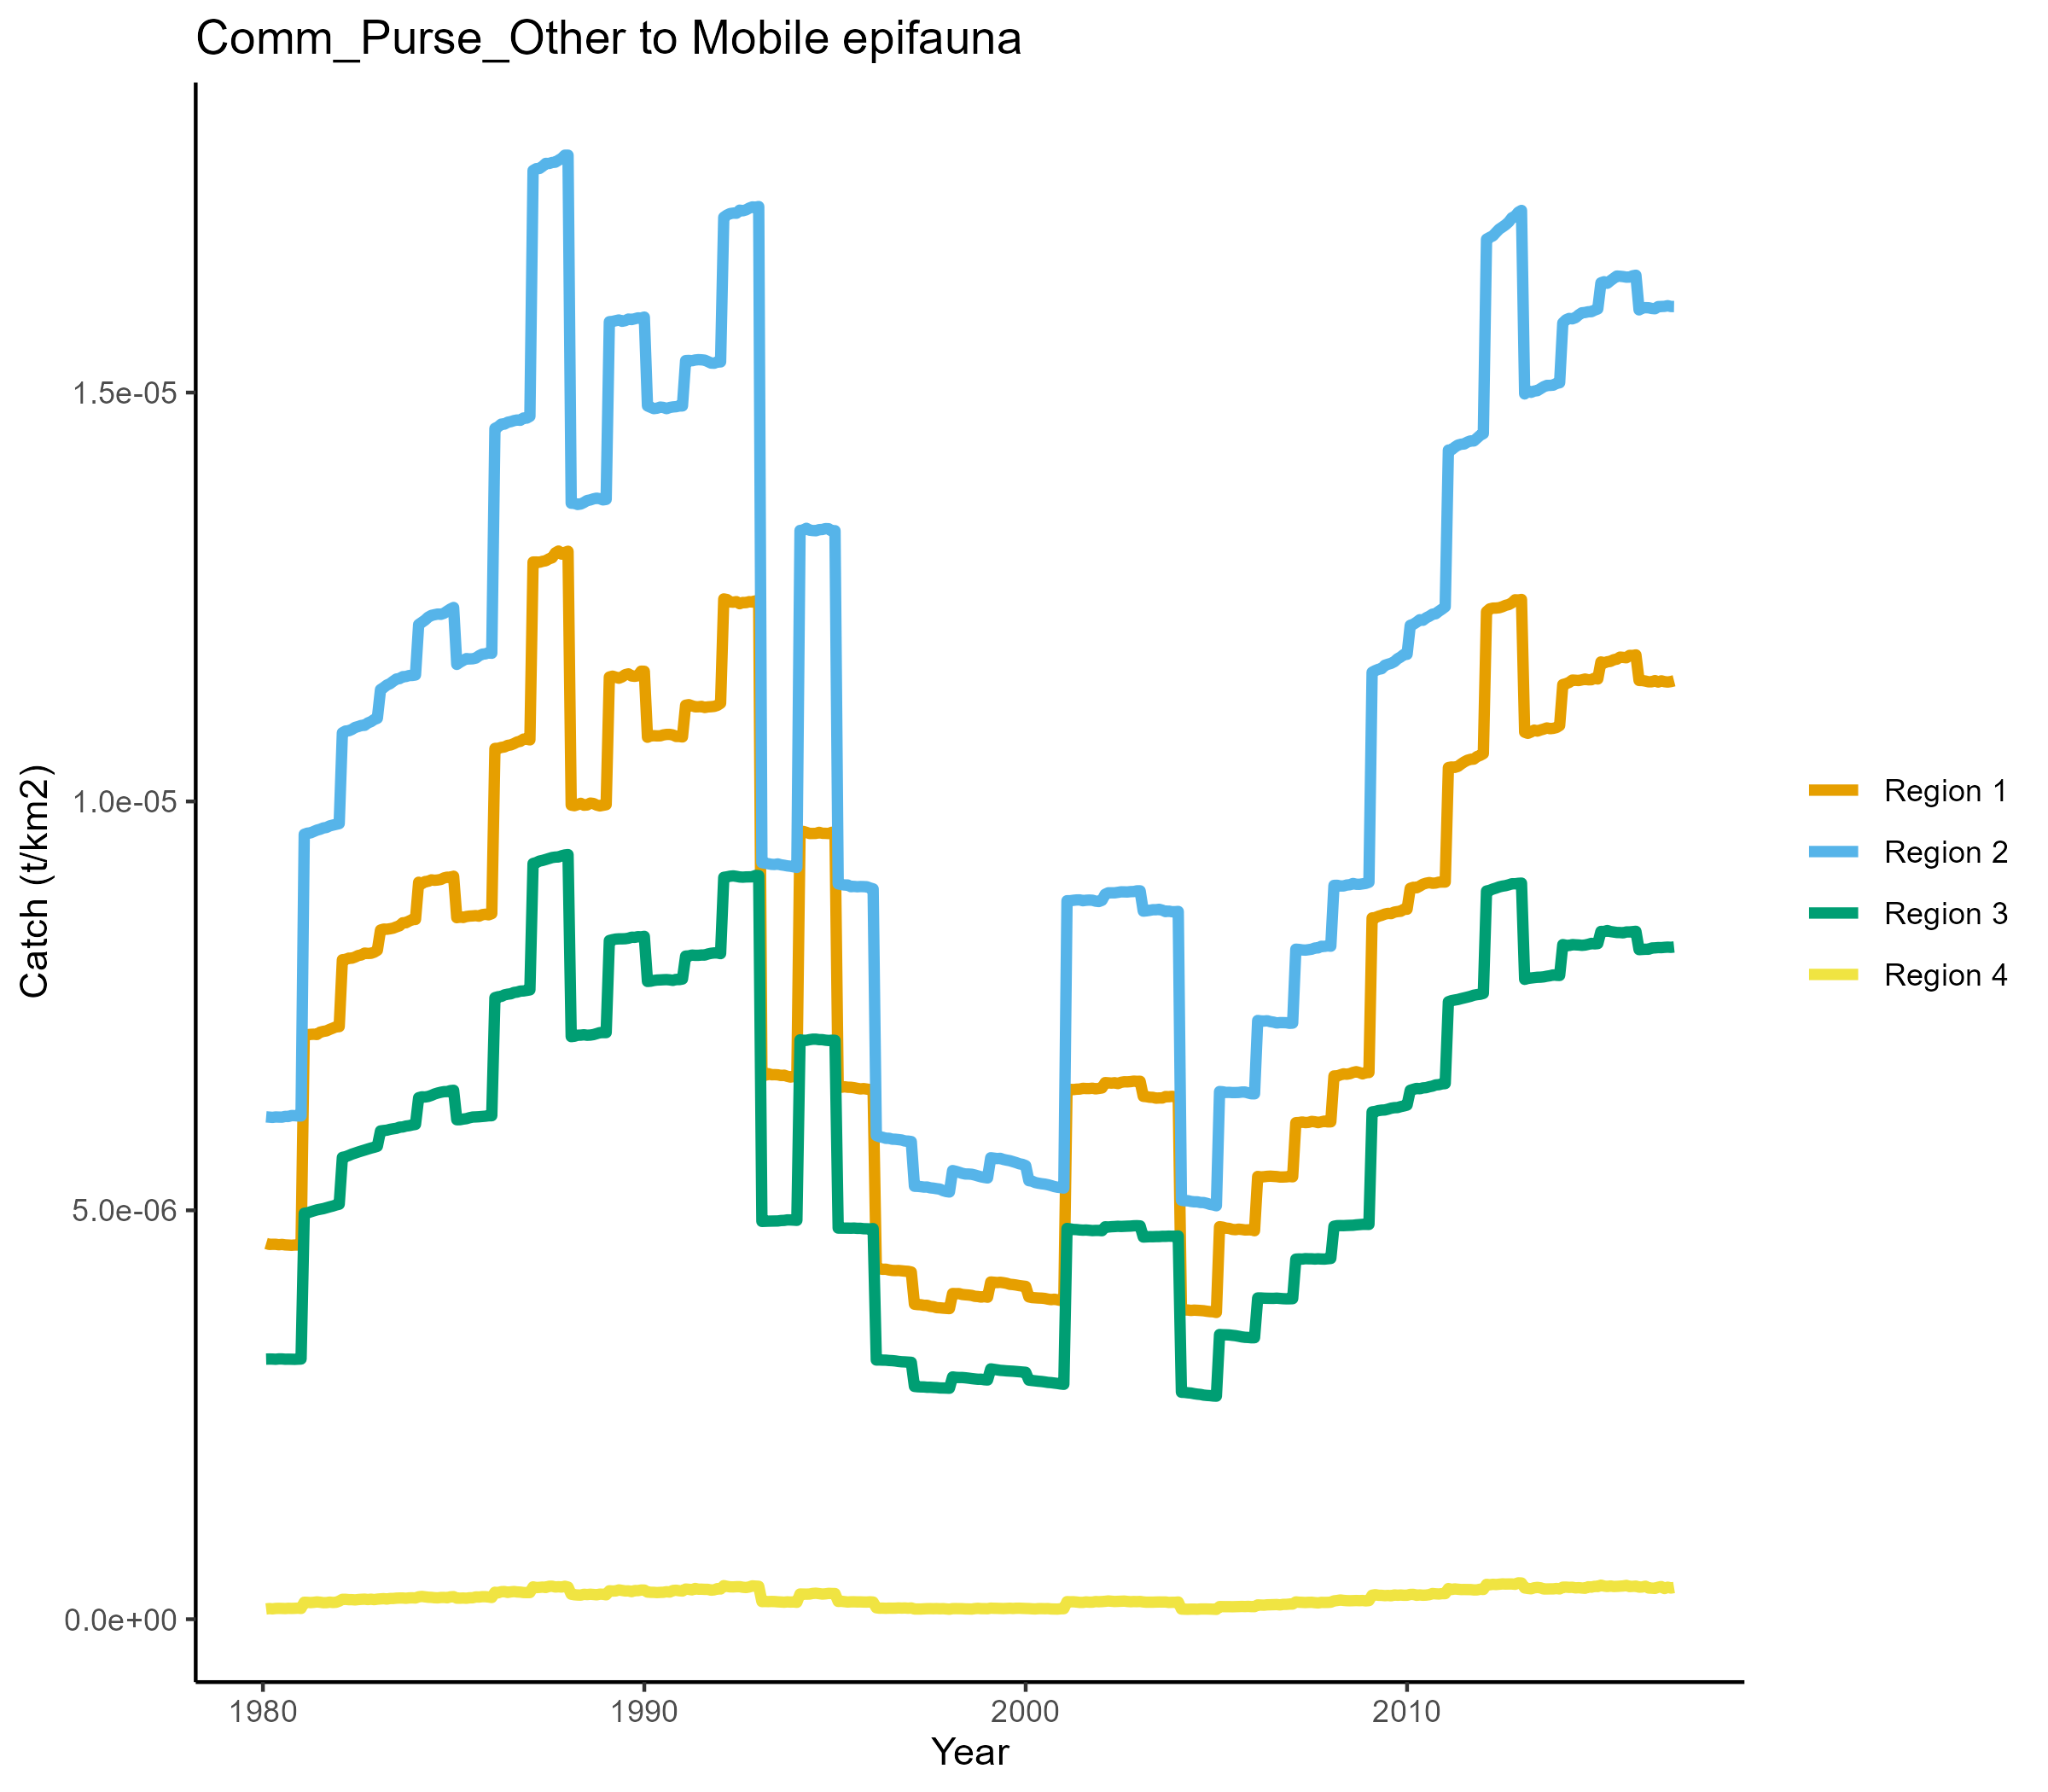 Comm_Purse_Other to Mobile epifauna
Catch (t/km2)
1.5e-05
1.0e-05
5.0e-06
0.0e+00
1980 1990 2000 2010
Year
Region 1
Region 2
Region 3
Region 4